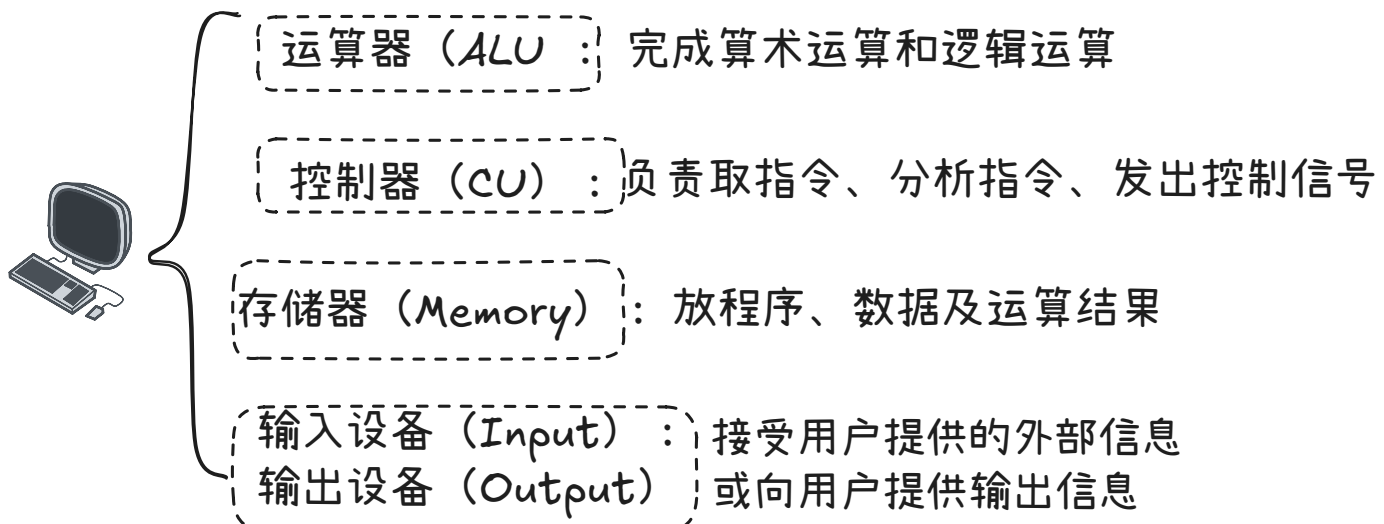 运算器（ALU ：完成算术运算和逻辑运算
控制器（CU）：负责取指令、分析指令、发出控制信号
存储器（Memory）：放程序、数据及运算结果
输入设备（Input）：接受用户提供的外部信息
输出设备（Output）或向用户提供输出信息